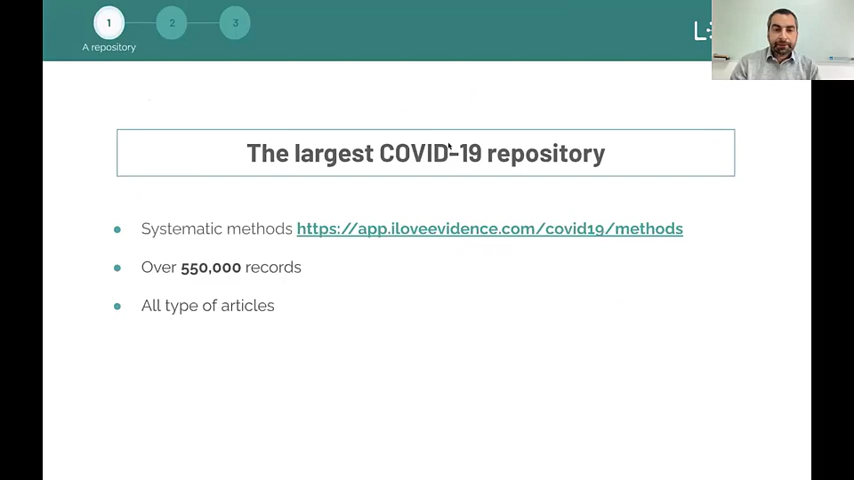 1 2 3
A repository
The largest COVID-19 repository
Systematic methods https://app.iloveevidence.com/covid19/methods
Over 550,000 records
All type of articles